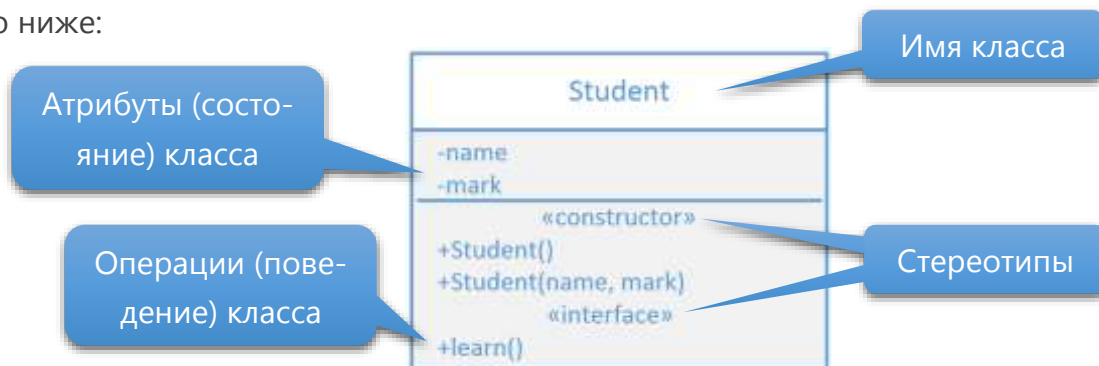 ниже:
Имя класса
Student
Атрибуты (состо-
яние) класса
-name
-mark
«constructor»
+Student()
+Student(name, mark)
«interface»
+learn()
Операции (пове-
дение) класса
Стереотипы